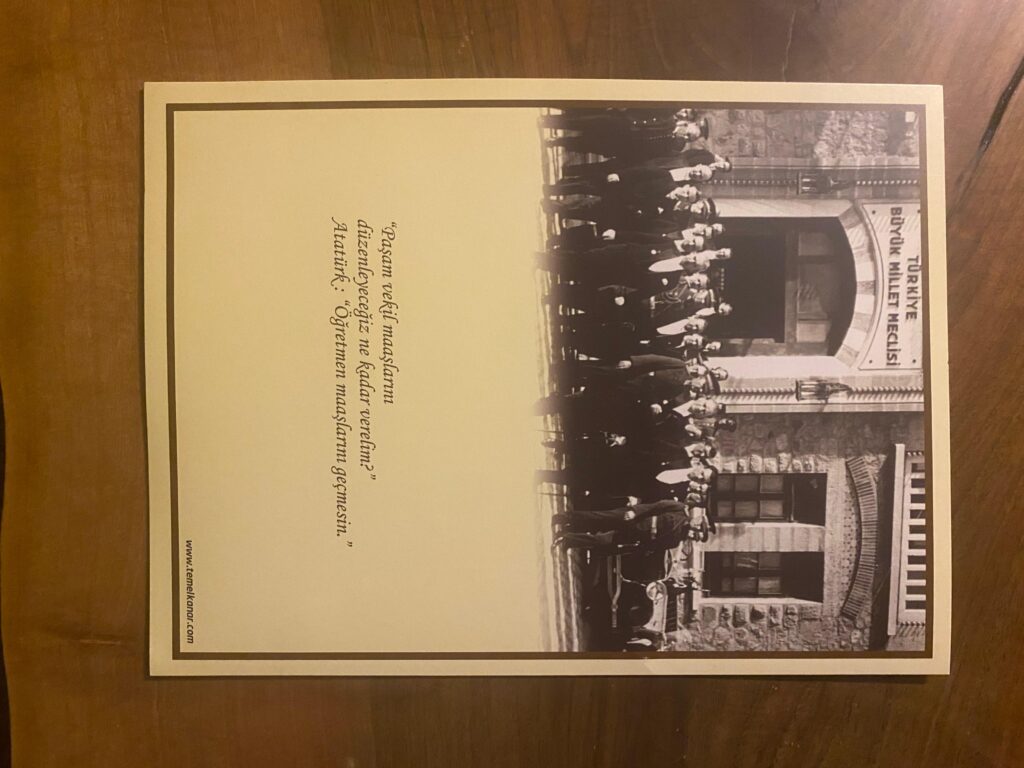 TÜRKİYE
BÜYÜK MİLLET MECLİSİ
“Paşam vekil maaşlarını
düzenleyeceğiz ne kadar verelim?”
Atatürk : “Öğretmen maaşlarını geçmesin.”
www.temelkanar.com